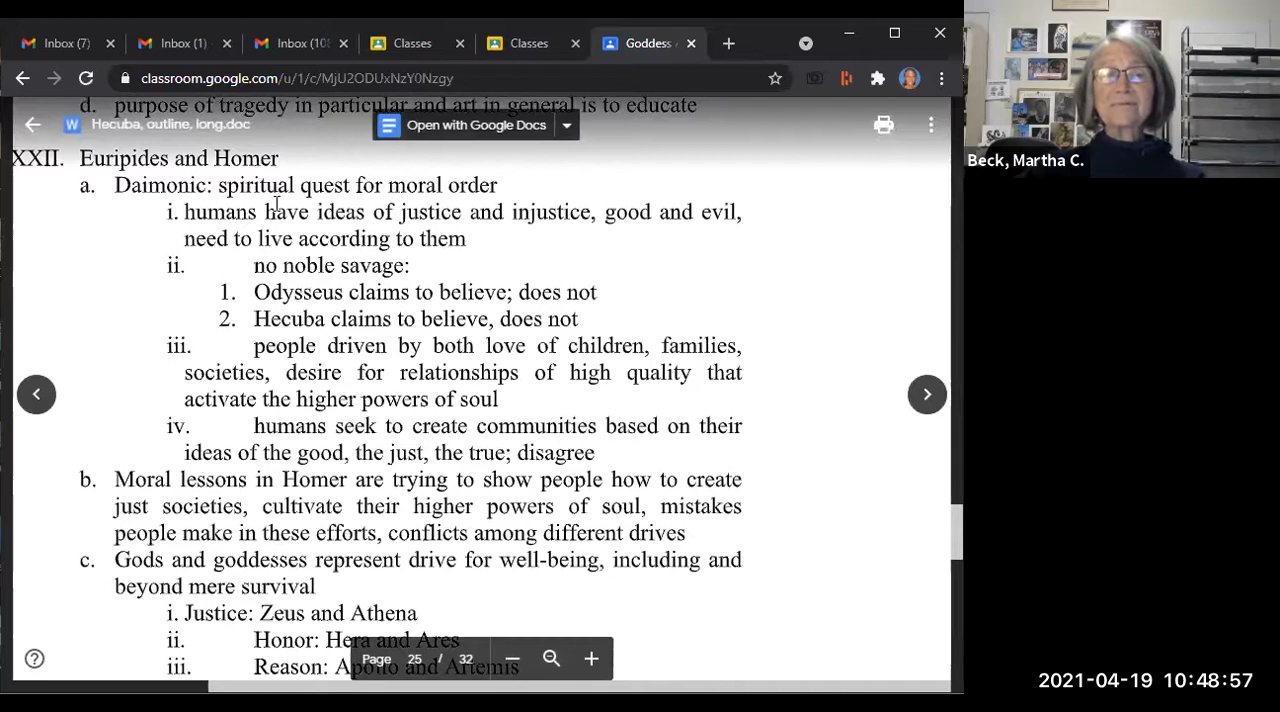 Inbox (7)
Inbox (1)
Inbox (10
Classes
Classes
Goddess
classroom.google.com/u/1/c/MjU2ODUxNzY0Nzgy
d. purpose of tragedy in particular and art in general is to educate
Hecuba, outline, long.doc
Open with Google Docs
Beck, Martha C.
XXII. Euripides and Homer
a. Daimonic: spiritual quest for moral order
i. humans have ideas of justice and injustice, good and evil,
need to live according to them
ii. no noble savage:
1. Odysseus claims to believe; does not
2. Hecuba claims to believe, does not
iii. people driven by both love of children, families,
societies, desire for relationships of high quality that
activate the higher powers of soul
iv. humans seek to create communities based on their
ideas of the good, the just, the true; disagree
b. Moral lessons in Homer are trying to show people how to create
just societies, cultivate their higher powers of soul, mistakes
people make in these efforts, conflicts among different drives
c. Gods and goddesses represent drive for well-being, including and
beyond mere survival
i. Justice: Zeus and Athena
ii. Honor: Hera and Ares
iii. Reason: Apollo and Artemis
Page 25 / 32
2021-04-19 10:48:57